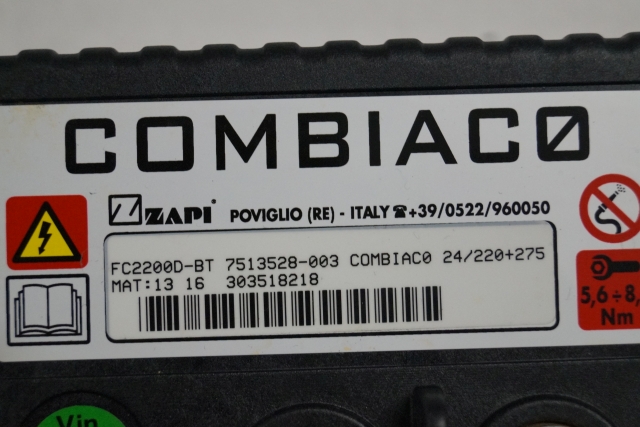 COMBIAC0
ZAPI POVIGLIO (RE) - ITALY ☎+39/0522/960050
FC2200D-BT 7513528-003 COMBIAC0 24/220+275
MAT:13 16 303518218
5,6÷8,
Nm
Vin